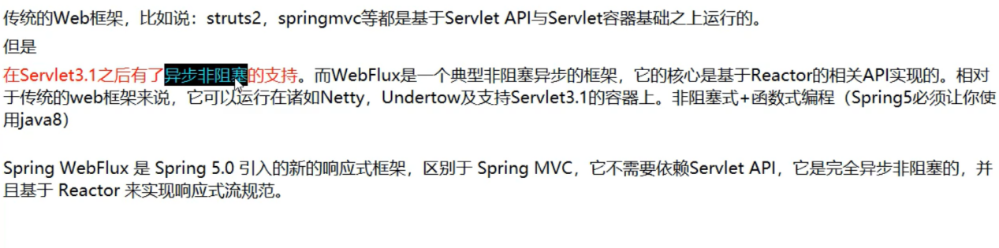 传统的Web框架，比如说：struts2，springmvc等都是基于Servlet API与Servlet容器基础之上运行的。
但是
在Servlet3.1之后有了异步非阻塞的支持。而WebFlux是一个典型非阻塞异步的框架，它的核心是基于Reactor的相关API实现的。相对
于传统的web框架来说，它可以运行在诸如Netty，Undertow及支持Servlet3.1的容器上。非阻塞式+函数式编程（Spring5必须让你使
用java8）
Spring WebFlux 是 Spring 5.0 引入的新的响应式框架，区别于 Spring MVC，它不需要依赖Servlet API，它是完全异步非阻塞的，并
且基于 Reactor 来实现响应式流规范。